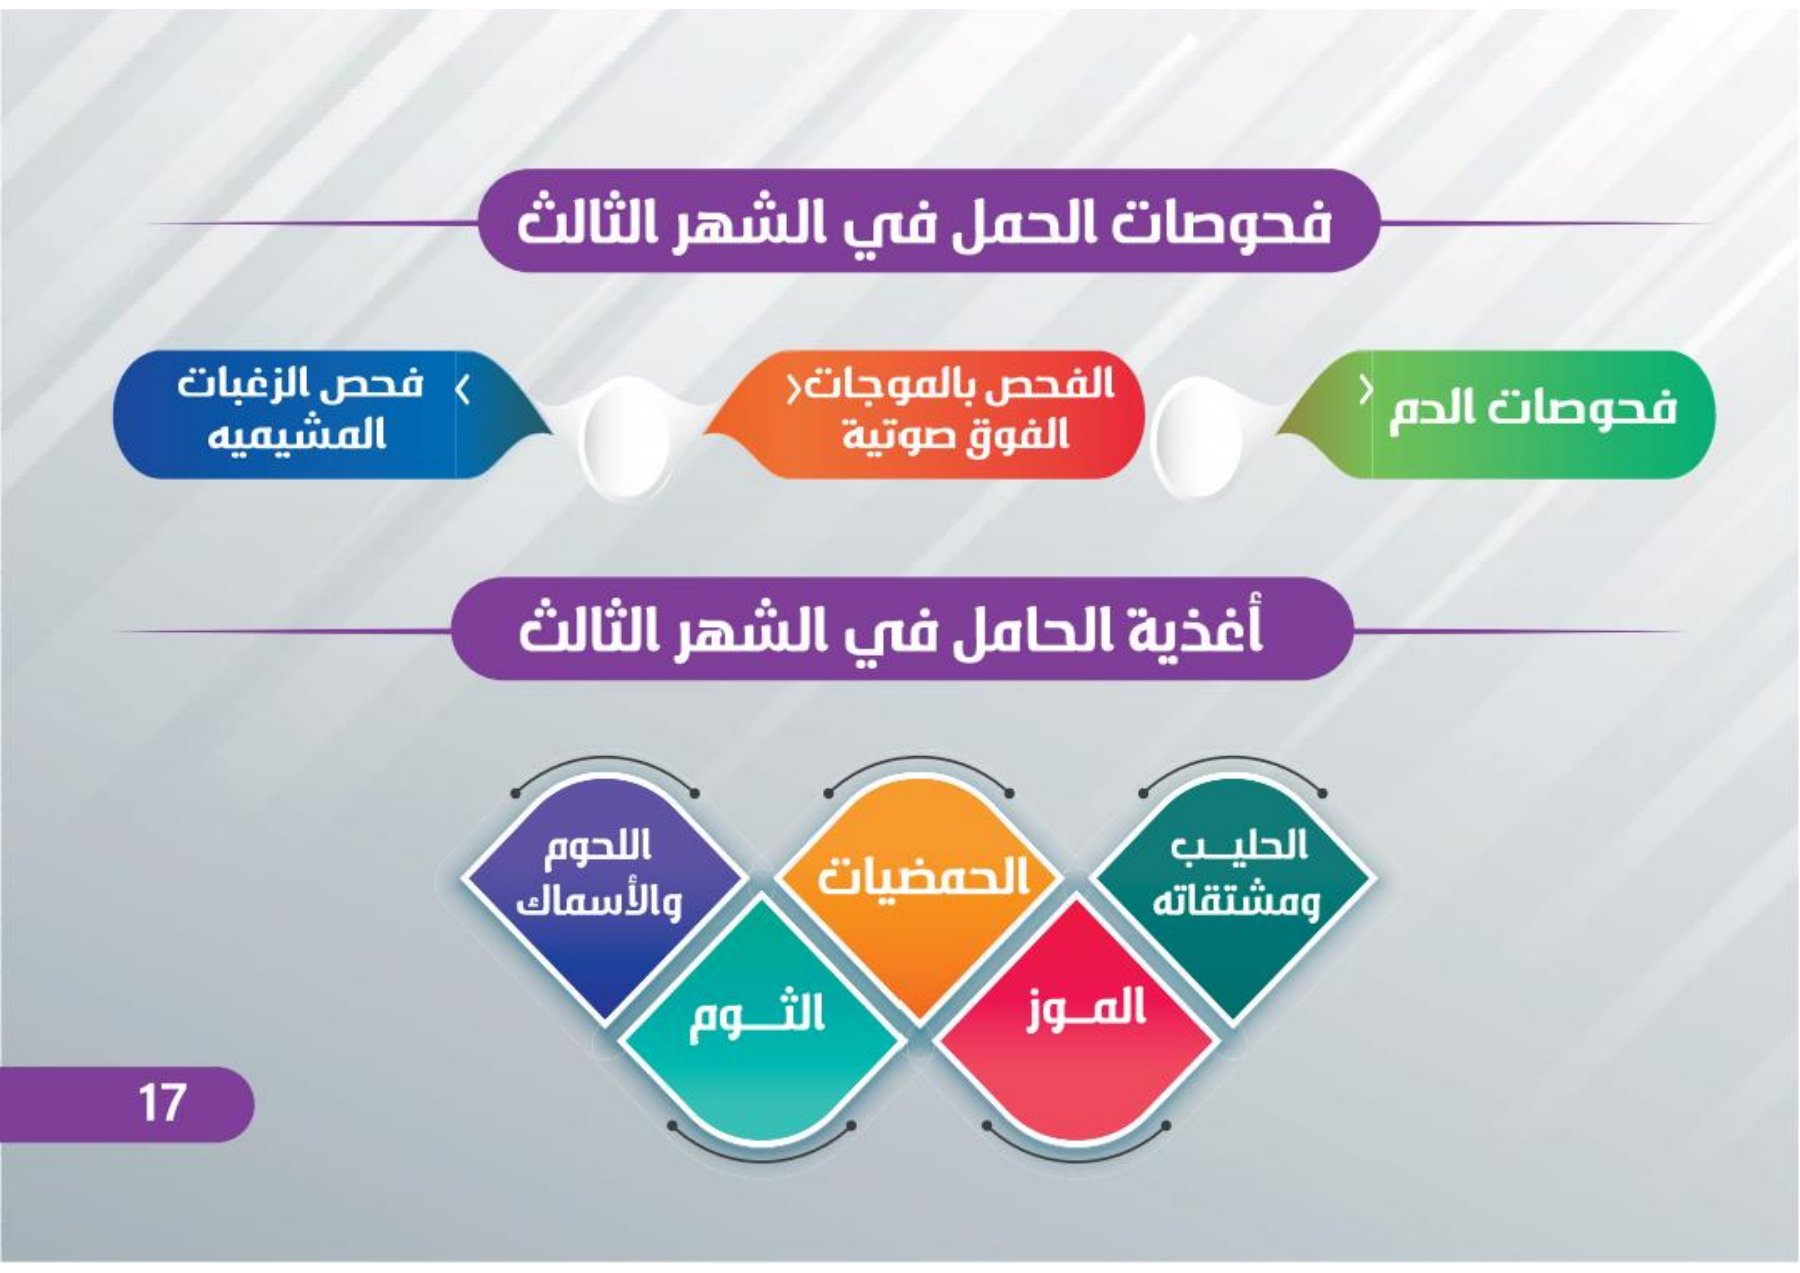 فحوصات الحمل في الشهر الثالث
فحوصات الدم
الفحص بالموجات
الفوق صوتية
فحص الزغبات
المشيميه
أغذية الحامل في الشهر الثالث
الحليـب
ومشتقاته
الحمضيات
اللحوم
والأسماك
المـوز
الثـوم
17